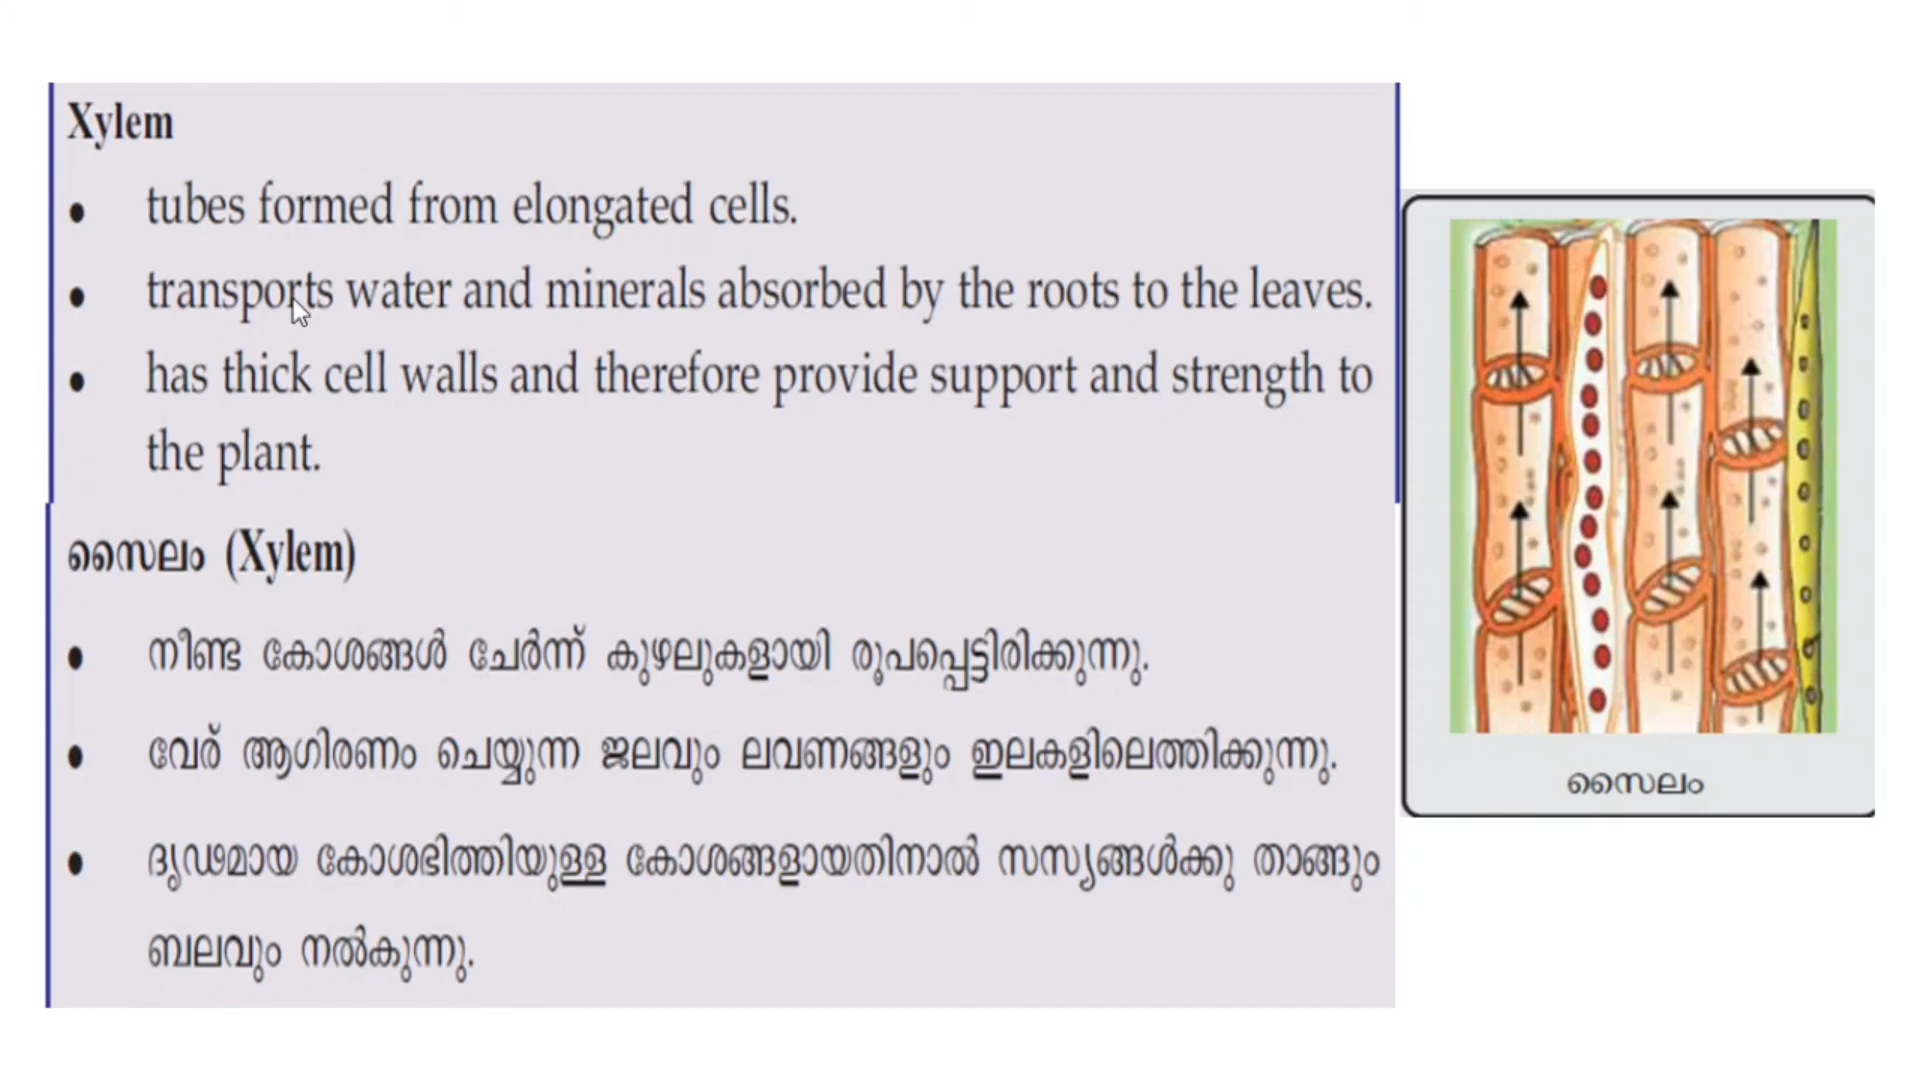 Xylem
• tubes formed from elongated cells.
• transports water and minerals absorbed by the roots to the leaves.
• has thick cell walls and therefore provide support and strength to
the plant.
സൈലം (Xylem)
• നീണ്ട കോശങ്ങൾ ചേർന്ന് കുഴലുകളായി രൂപപ്പെട്ടിരിക്കുന്നു.
• വേര് ആഗിരണം ചെയ്യുന്ന ജലവും ലവണങ്ങളും ഇലകളിലെത്തിക്കുന്നു.
• ദൃഢമായ കോശഭിത്തിയുള്ള കോശങ്ങളായതിനാൽ സസ്യങ്ങൾക്കു താങ്ങും
ബലവും നൽകുന്നു.
സൈലം